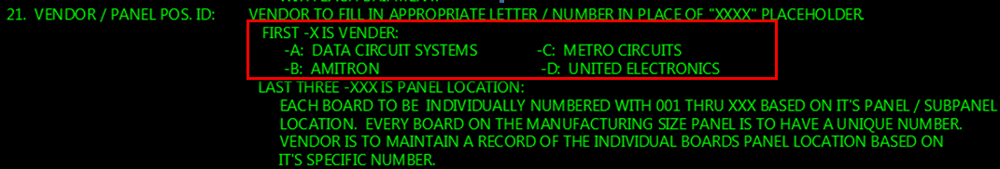 21. VENDOR / PANEL POS. ID: VENDOR TO FILL IN APPROPRIATE LETTER / NUMBER IN PLACE OF "XXXX" PLACEHOLDER.
FIRST -X IS VENDER:
-A: DATA CIRCUIT SYSTEMS -C: METRO CIRCUITS
-B: AMITRON -D: UNITED ELECTRONICS
LAST THREE -XXX IS PANEL LOCATION:
EACH BOARD TO BE INDIVIDUALLY NUMBERED WITH 001 THRU XXX BASED ON IT'S PANEL / SUBPANEL
LOCATION. EVERY BOARD ON THE MANUFACTURING SIZE PANEL IS TO HAVE A UNIQUE NUMBER.
VENDOR IS TO MAINTAIN A RECORD OF THE INDIVIDUAL BOARDS PANEL LOCATION BASED ON
IT'S SPECIFIC NUMBER.